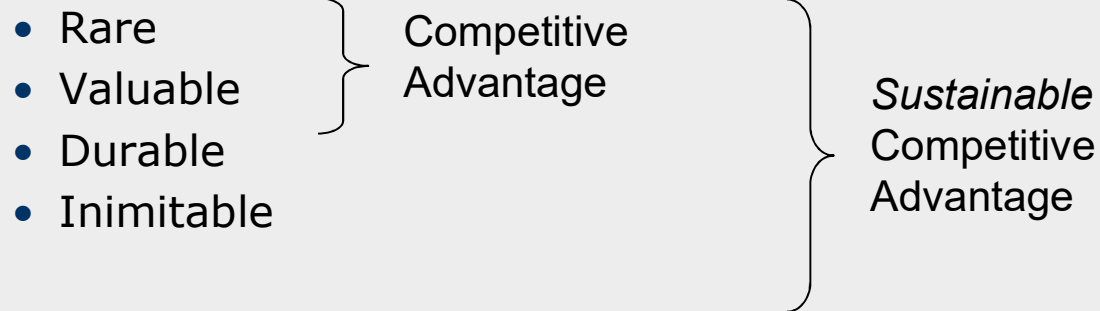 • Rare
• Valuable
• Durable
• Inimitable
Competitive
Advantage
Sustainable
Competitive
Advantage